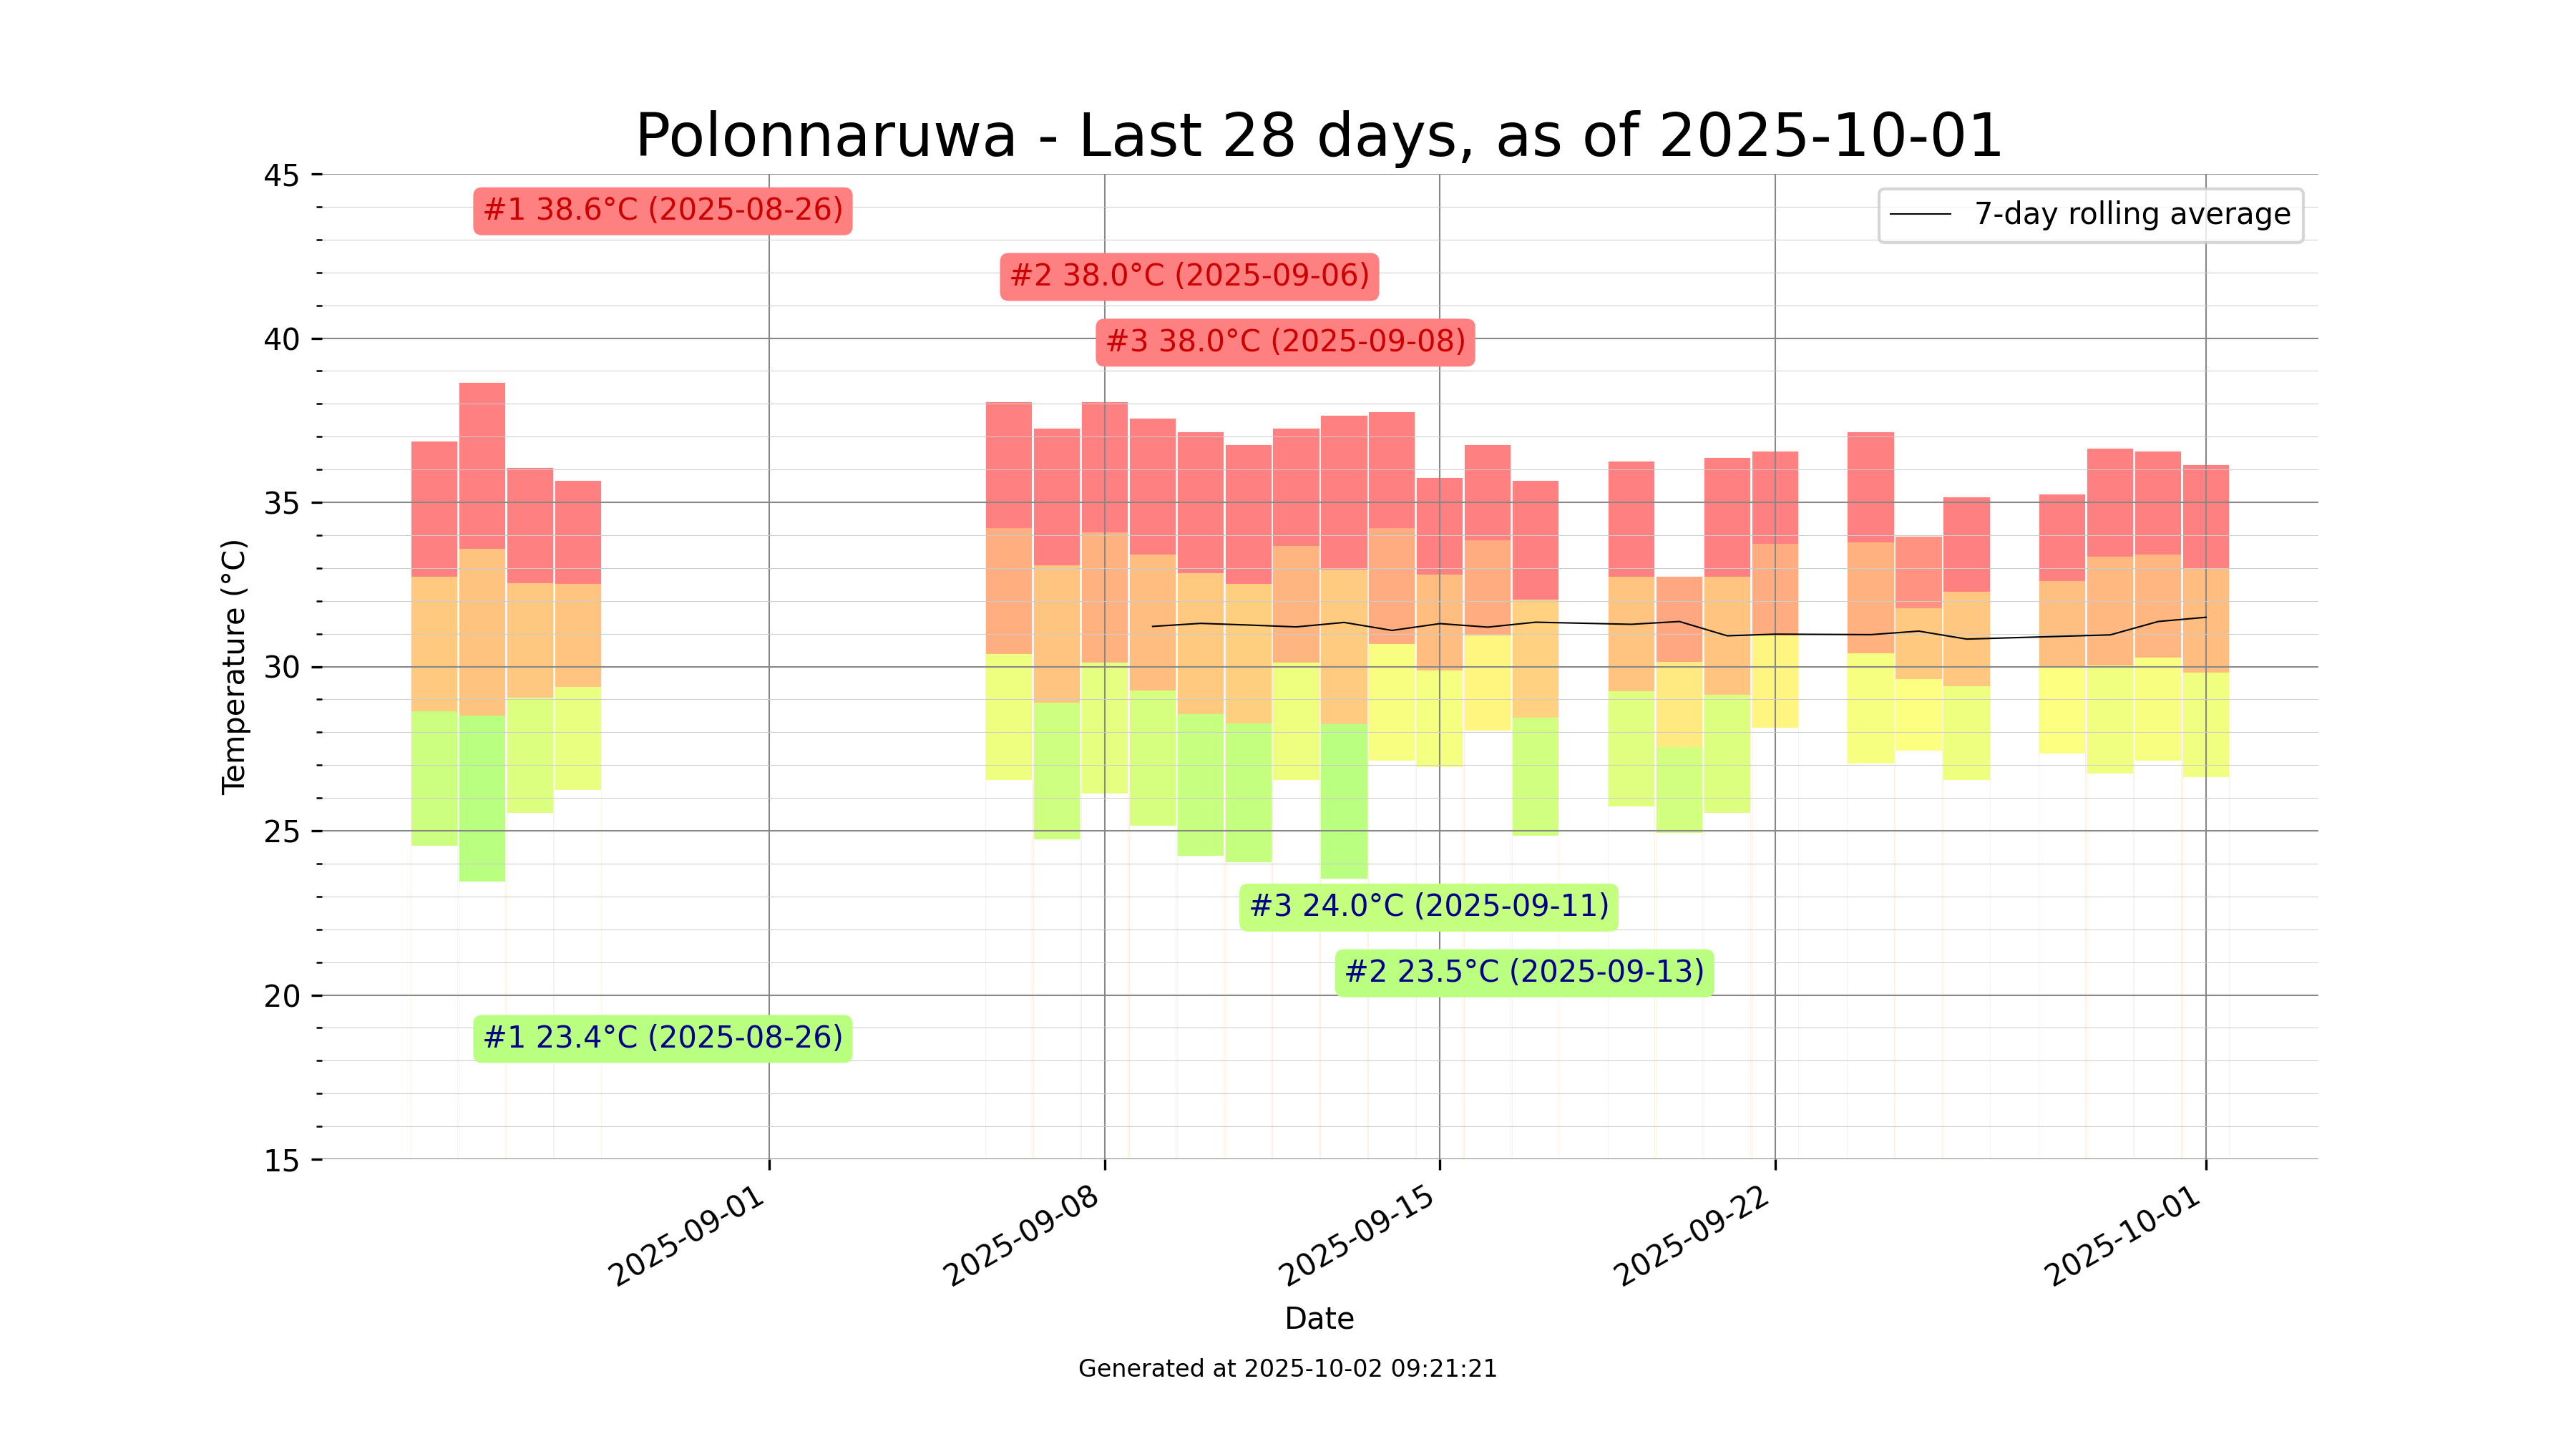 Polonnaruwa - Last 28 days, as of 2025-10-01
45
40
35
30
25
20
15
Temperature (°C)
#1 38.6°C (2025-08-26)
7-day rolling average
#2 38.0°C (2025-09-06)
#3 38.0°C (2025-09-08)
#3 24.0°C (2025-09-11)
#2 23.5°C (2025-09-13)
#1 23.4°C (2025-08-26)
2025-09-01
2025-09-08
2025-09-15
2025-09-22
2025-10-01
Date
Generated at 2025-10-02 09:21:21